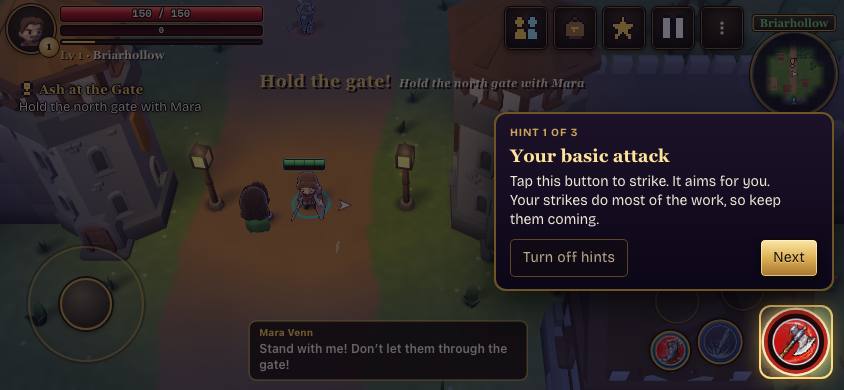 150 / 150
0
1
Lv 1 · Briarhollow
Briarhollow
Ash at the Gate
Hold the north gate with Mara
Hold the gate! Hold the north gate with Mara
HINT 1 OF 3
Your basic attack
Tap this button to strike. It aims for you.
Your strikes do most of the work, so keep
them coming.
Turn off hints
Next
Mara Venn
Stand with me! Don't let them through the
gate!